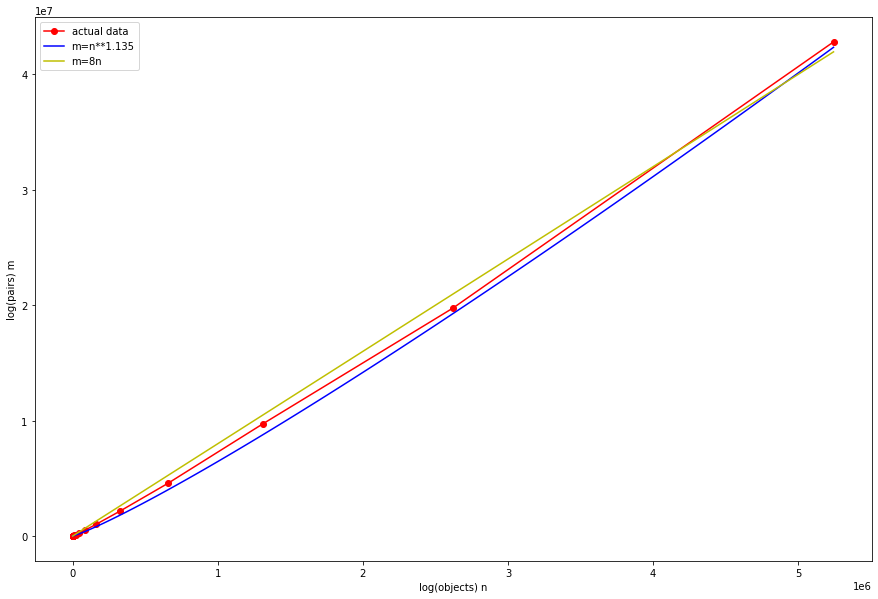 1e7
actual data
m=n**1.135
m=8n
4
3
2
1
0
log(pairs) m
0 1 2 3 4 5
log(objects) n
1e6